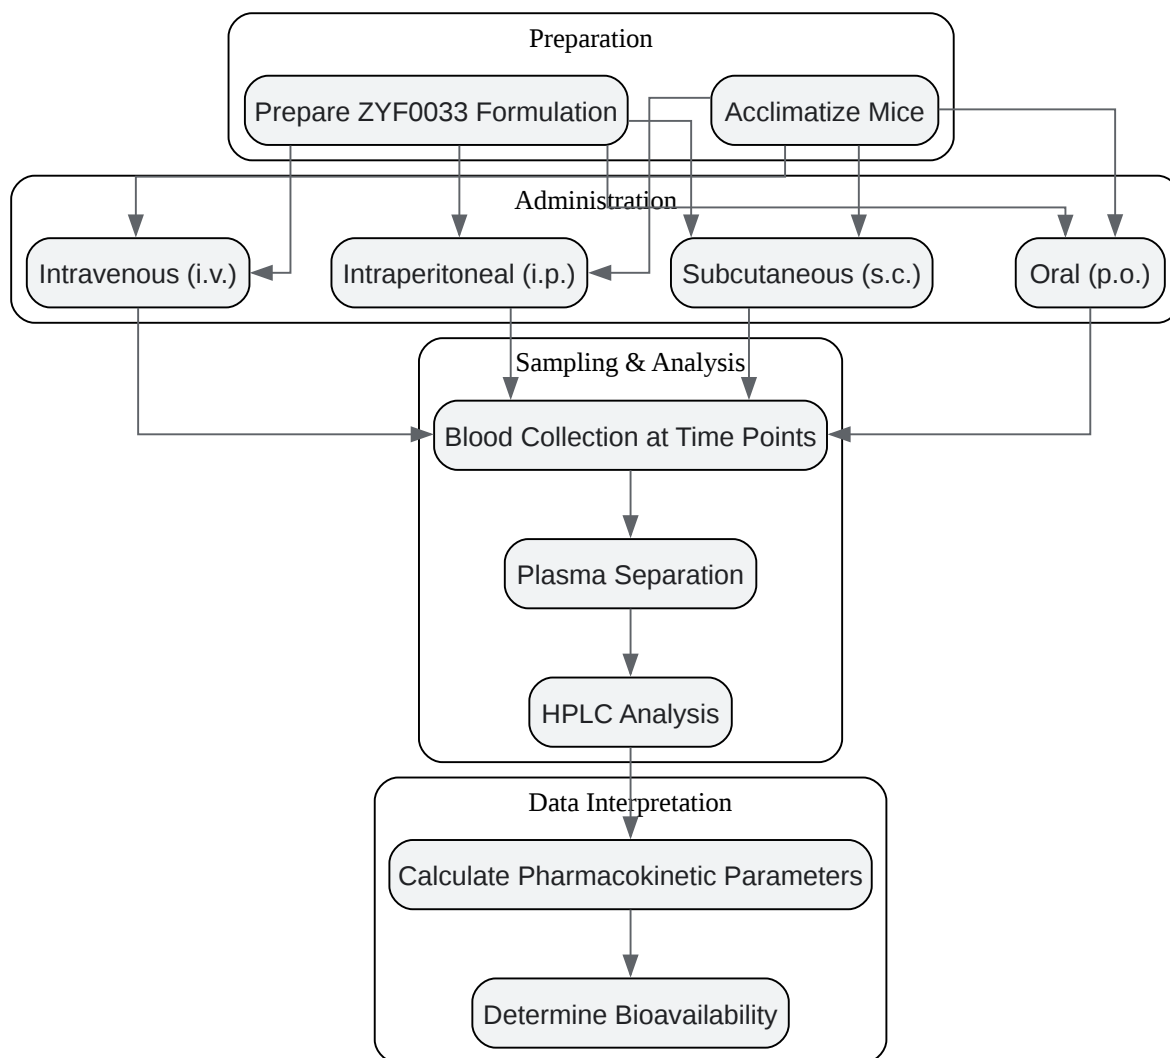 Preparation
Prepare ZYF0033 Formulation
Acclimatize Mice
Administration
Intravenous (i.v.)
Intraperitoneal (i.p.)
Subcutaneous (s.c.)
Oral (p.o.)
Sampling & Analysis
Blood Collection at Time Points
Plasma Separation
HPLC Analysis
Data Interpretation
Calculate Pharmacokinetic Parameters
Determine Bioavailability